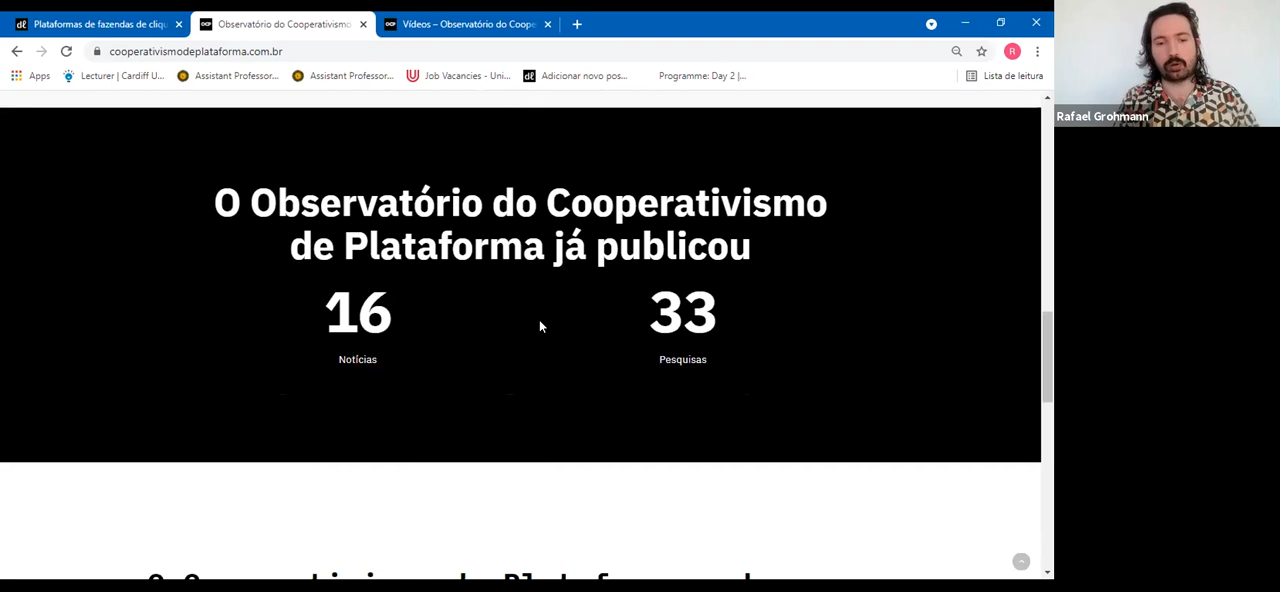 Plataformas de fazendas de cliq
Observatório do Cooperativismo
Vídeos – Observatório do Coope
cooperativismodeplataforma.com.br
R
Apps
Lecturer | Cardiff U...
Assistant Professor...
Assistant Professor...
Job Vacancies - Uni...
Adicionar novo pos...
Programme: Day 2 |...
Lista de leitura
Rafael Grohmann
O Observatório do Cooperativismo
de Plataforma já publicou
16
33
Notícias
Pesquisas